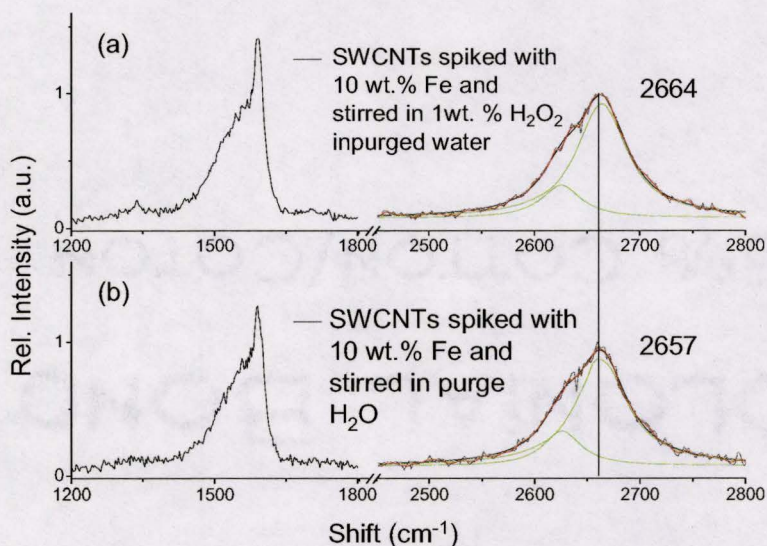 (a)
SWCNTs spiked with
10 wt.% Fe and
stirred in 1wt. % H₂O₂
inpurged water
2664
1
0
1200 1500 1800 2500 2600 2700 2800
Rel. Intensity (a.u.)
(b)
SWCNTs spiked with
10 wt.% Fe and
stirred in purge
H₂O
2657
1
0
1200 1500 1800 2500 2600 2700 2800
Shift (cm⁻¹)